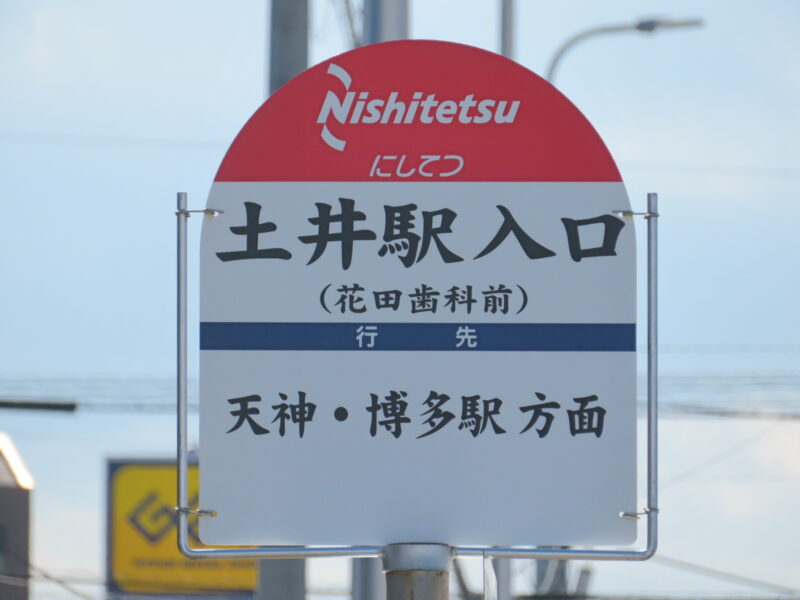 Nishitetsu
にしてつ
土井駅入口
（花田歯科前）
行先
天神・博多駅 方面